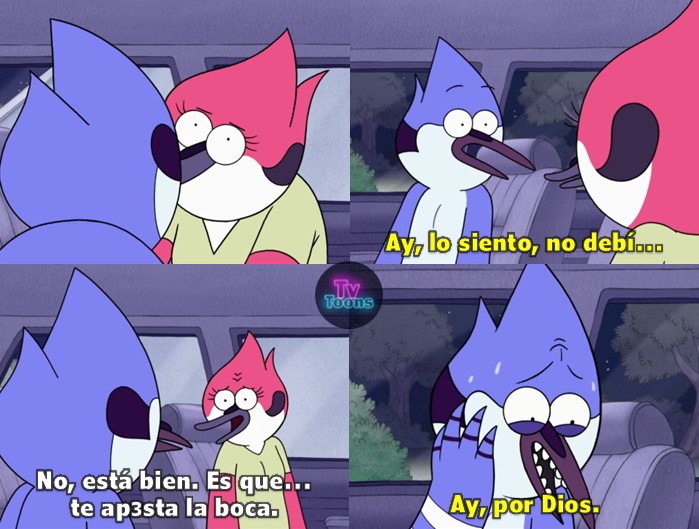 Ay, lo siento, no debí...
Tv
Toons
No, está bien. Es que...
te ap3sta la boca.
Ay, por Dios.